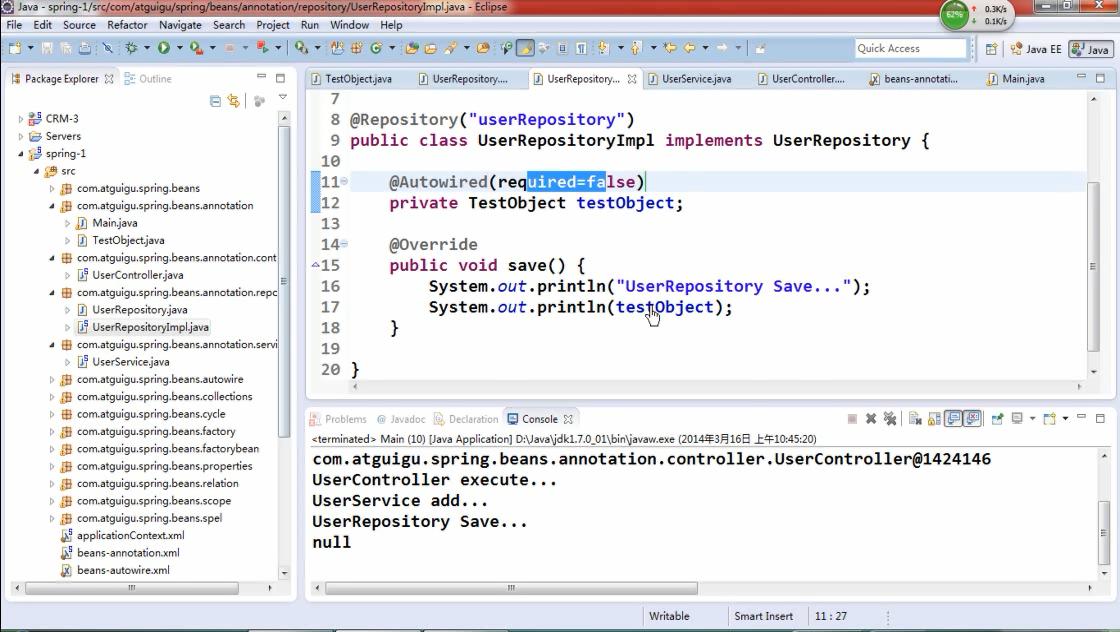 Java - spring-1/src/com/atguigu/spring/beans/annotation/repository/UserRepositoryImpl.java - Eclipse
62%
0.3K/s
0.1K/s
File Edit Source Refactor Navigate Search Project Run Window Help
Quick Access
Java EE
Java
Package Explorer
Outline
CRM-3
Servers
spring-1
src
com.atguigu.spring.beans
com.atguigu.spring.beans.annotation
Main.java
TestObject.java
com.atguigu.spring.beans.annotation.cont
UserController.java
com.atguigu.spring.beans.annotation.repo
UserRepository.java
UserRepositoryImpl.java
com.atguigu.spring.beans.annotation.servi
UserService.java
com.atguigu.spring.beans.autowire
com.atguigu.spring.beans.collections
com.atguigu.spring.beans.cycle
com.atguigu.spring.beans.factory
com.atguigu.spring.beans.factorybean
com.atguigu.spring.beans.properties
com.atguigu.spring.beans.relation
com.atguigu.spring.beans.scope
com.atguigu.spring.beans.spel
applicationContext.xml
beans-annotation.xml
beans-autowire.xml
TestObject.java
UserRepository....
UserRepository...
UserService.java
UserController....
beans-annotati...
Main.java
7
8 @Repository("userRepository")
9 public class UserRepositoryImpl implements UserRepository {
10
11 @Autowired(required=false)
12 private TestObject testObject;
13
14 @Override
15 public void save() {
16 System.out.println("UserRepository Save...");
17 System.out.println(testObject);
18 }
19
20 }
Problems
@ Javadoc
Declaration
Console
<terminated> Main (10) [Java Application] D:\Java\jdk1.7.0_01\bin\javaw.exe (2014年3月16日 上午10:45:20)
com.atguigu.spring.beans.annotation.controller.UserController@1424146
UserController execute...
UserService add...
UserRepository Save...
null
Writable
Smart Insert
11 : 27